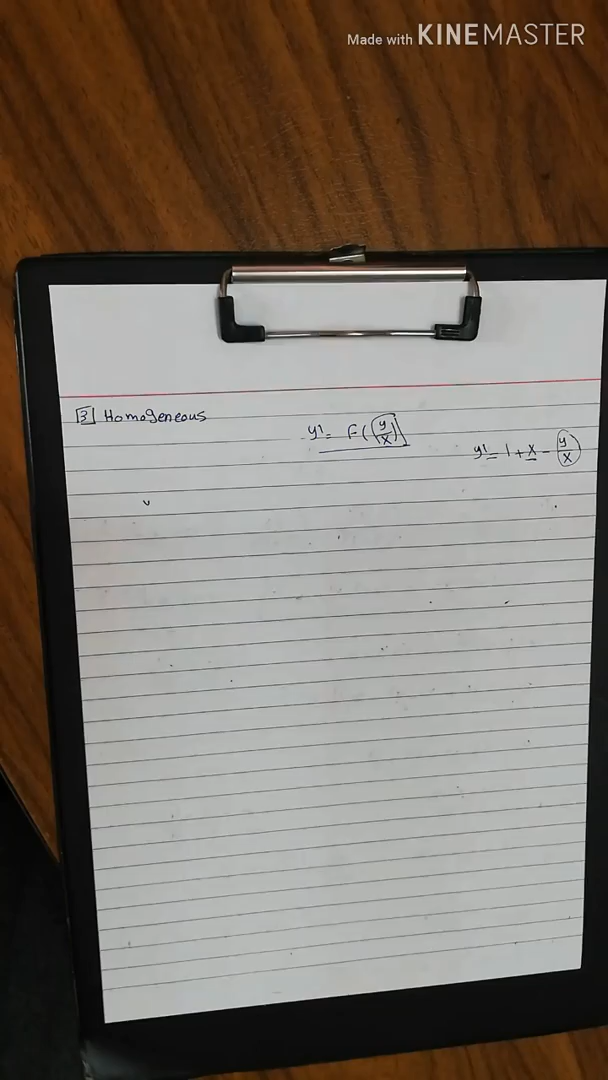 Made with KINEMASTER
[3] Homogeneous
y' = F(y/x)
y' = 1 + x - y/x
v